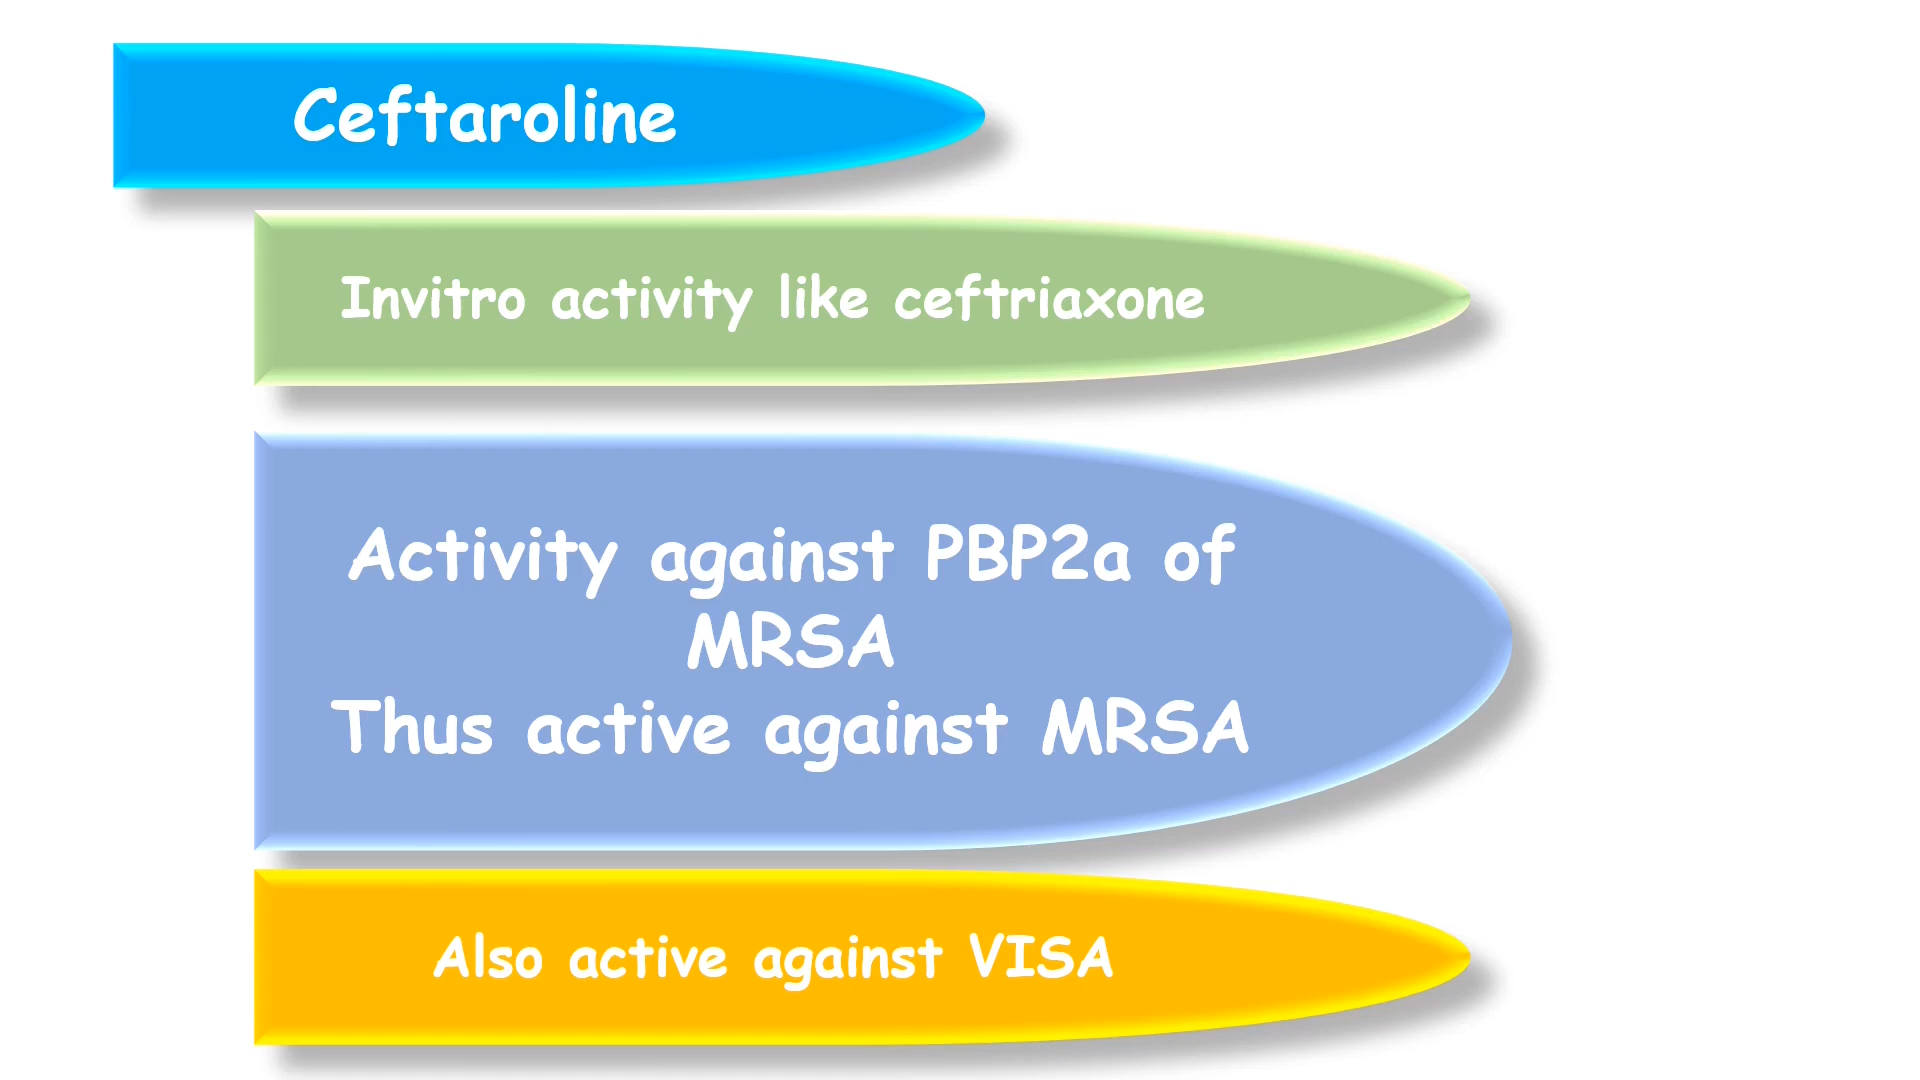 Ceftaroline
Invitro activity like ceftriaxone
Activity against PBP2a of
MRSA
Thus active against MRSA
Also active against VISA